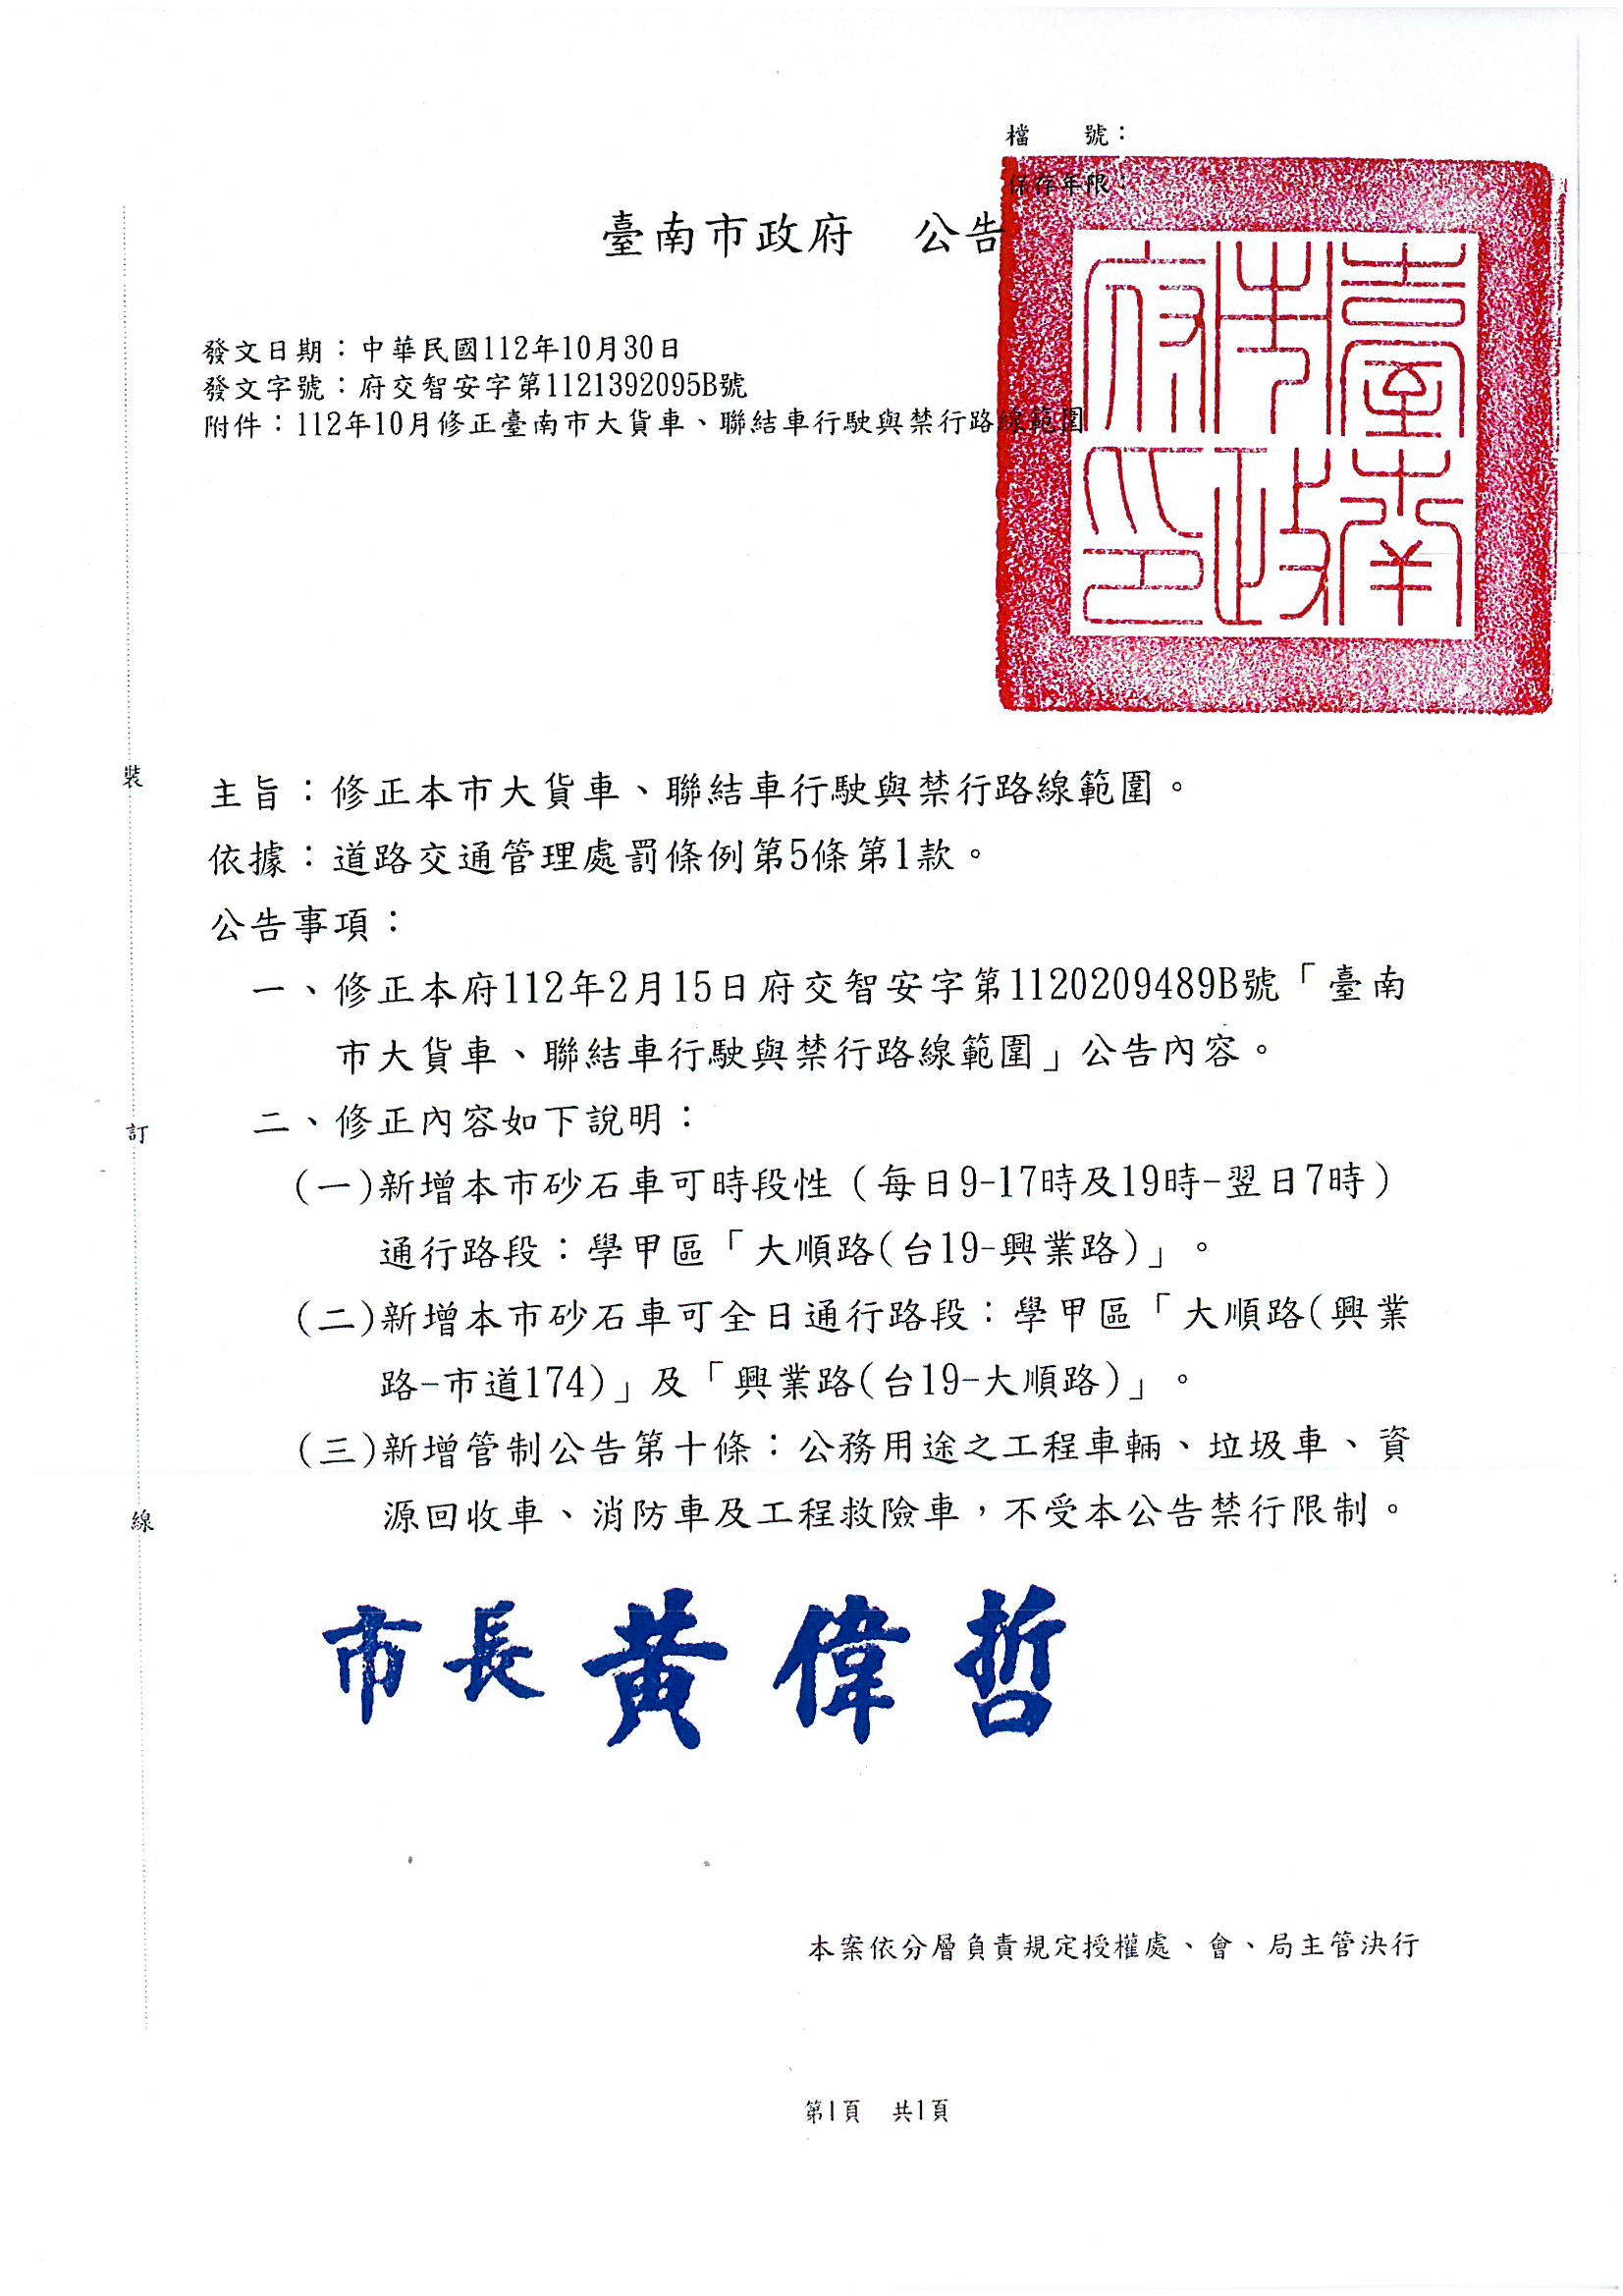 檔　　號：
保存年限：
臺南市政府　公告
臺南市政府印
發文日期：中華民國112年10月30日
發文字號：府交智安字第1121392095B號
附件：112年10月修正臺南市大貨車、聯結車行駛與禁行路線範圍
主旨：修正本市大貨車、聯結車行駛與禁行路線範圍。
依據：道路交通管理處罰條例第5條第1款。
公告事項：
一、修正本府112年2月15日府交智安字第1120209489B號「臺南
市大貨車、聯結車行駛與禁行路線範圍」公告內容。
二、修正內容如下說明：
(一)新增本市砂石車可時段性（每日9-17時及19時-翌日7時）
通行路段：學甲區「大順路(台19-興業路)」。
(二)新增本市砂石車可全日通行路段：學甲區「大順路(興業
路-市道174)」及「興業路(台19-大順路)」。
(三)新增管制公告第十條：公務用途之工程車輛、垃圾車、資
源回收車、消防車及工程救險車，不受本公告禁行限制。
市長黃偉哲
本案依分層負責規定授權處、會、局主管決行
第1頁　共1頁
裝
訂
線